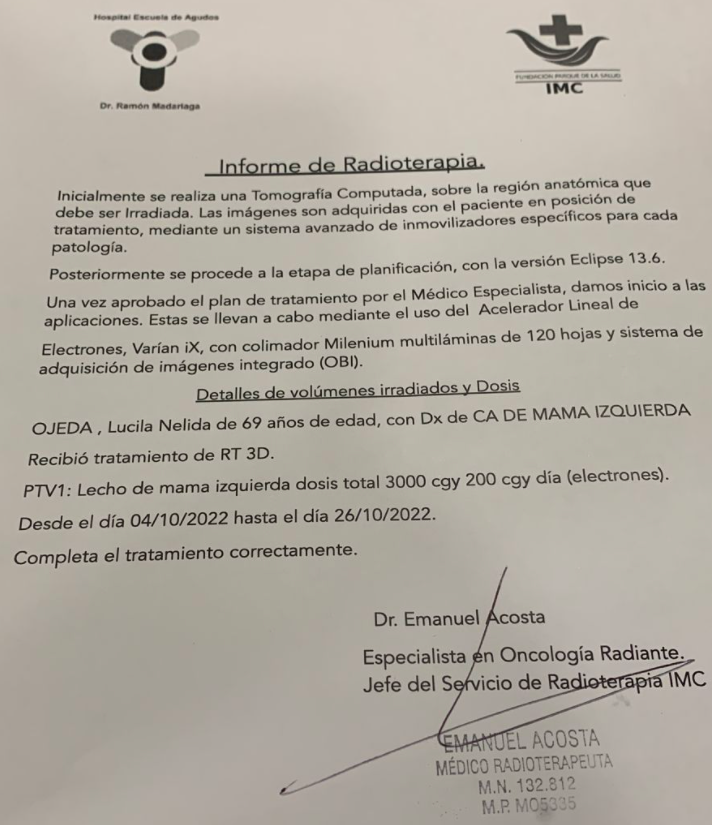 Hospital Escuela de Agudos
Dr. Ramón Madariaga
FUNDACIÓN PARQUE DE LA SALUD
IMC
Informe de Radioterapia.
Inicialmente se realiza una Tomografía Computada, sobre la región anatómica que
debe ser Irradiada. Las imágenes son adquiridas con el paciente en posición de
tratamiento, mediante un sistema avanzado de inmovilizadores específicos para cada
patología.
Posteriormente se procede a la etapa de planificación, con la versión Eclipse 13.6.
Una vez aprobado el plan de tratamiento por el Médico Especialista, damos inicio a las
aplicaciones. Estas se llevan a cabo mediante el uso del Acelerador Lineal de
Electrones, Varían iX, con colimador Milenium multiláminas de 120 hojas y sistema de
adquisición de imágenes integrado (OBI).
Detalles de volúmenes irradiados y Dosis
OJEDA , Lucila Nelida de 69 años de edad, con Dx de CA DE MAMA IZQUIERDA
Recibió tratamiento de RT 3D.
PTV1: Lecho de mama izquierda dosis total 3000 cgy 200 cgy día (electrones).
Desde el día 04/10/2022 hasta el día 26/10/2022.
Completa el tratamiento correctamente.
Dr. Emanuel Acosta
Especialista en Oncología Radiante.
Jefe del Servicio de Radioterapia IMC
EMANUEL ACOSTA
MÉDICO RADIOTERAPEUTA
M.N. 132.812
M.P. MO5335